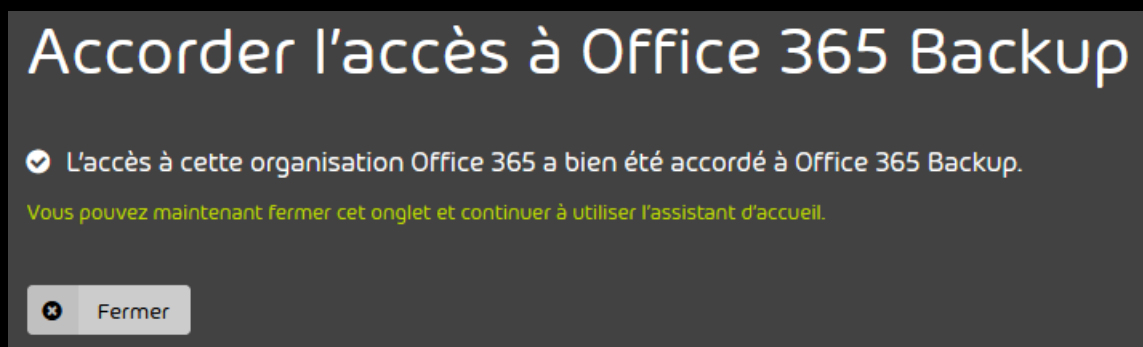 Accorder l'accès à Office 365 Backup
L'accès à cette organisation Office 365 a bien été accordé à Office 365 Backup.
Vous pouvez maintenant fermer cet onglet et continuer à utiliser l'assistant d'accueil.
Fermer